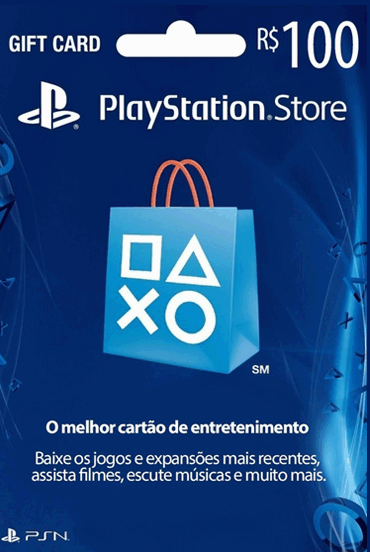 GIFT CARD R$100
PlayStation®Store
SM
O melhor cartão de entretenimento
Baixe os jogos e expansões mais recentes,
assista filmes, escute músicas e muito mais.
PSN